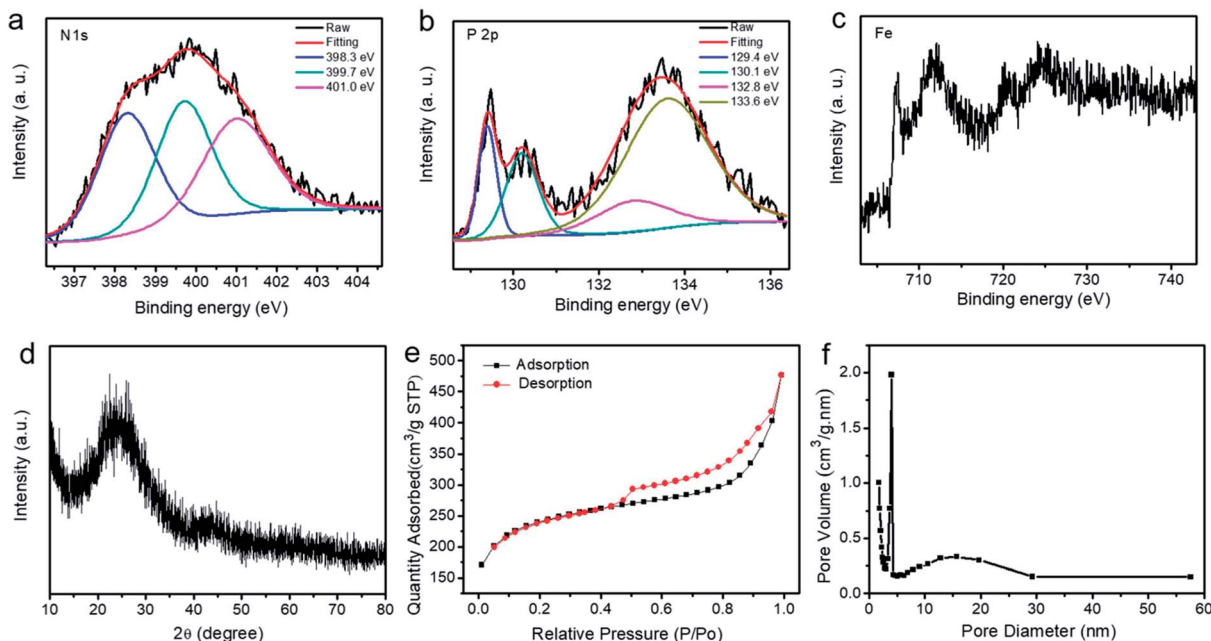 a
N1s
Raw
Fitting
398.3 eV
399.7 eV
401.0 eV
Intensity (a. u.)
397 398 399 400 401 402 403 404
Binding energy (eV)
b
P 2p
Raw
Fitting
129.4 eV
130.1 eV
132.8 eV
133.6 eV
Intensity (a. u.)
130 132 134 136
Binding energy (eV)
c
Fe
Intensity (a. u.)
710 720 730 740
Binding energy (eV)
d
Intensity (a.u.)
10 20 30 40 50 60 70 80
2θ (degree)
e
Adsorption
Desorption
Quantity Adsorbed(cm³/g STP)
500
450
400
350
300
250
200
150
0.0 0.2 0.4 0.6 0.8 1.0
Relative Pressure (P/Po)
f
Pore Volume (cm³/g.nm)
2.0
1.5
1.0
0.5
0.0
0 10 20 30 40 50 60
Pore Diameter (nm)